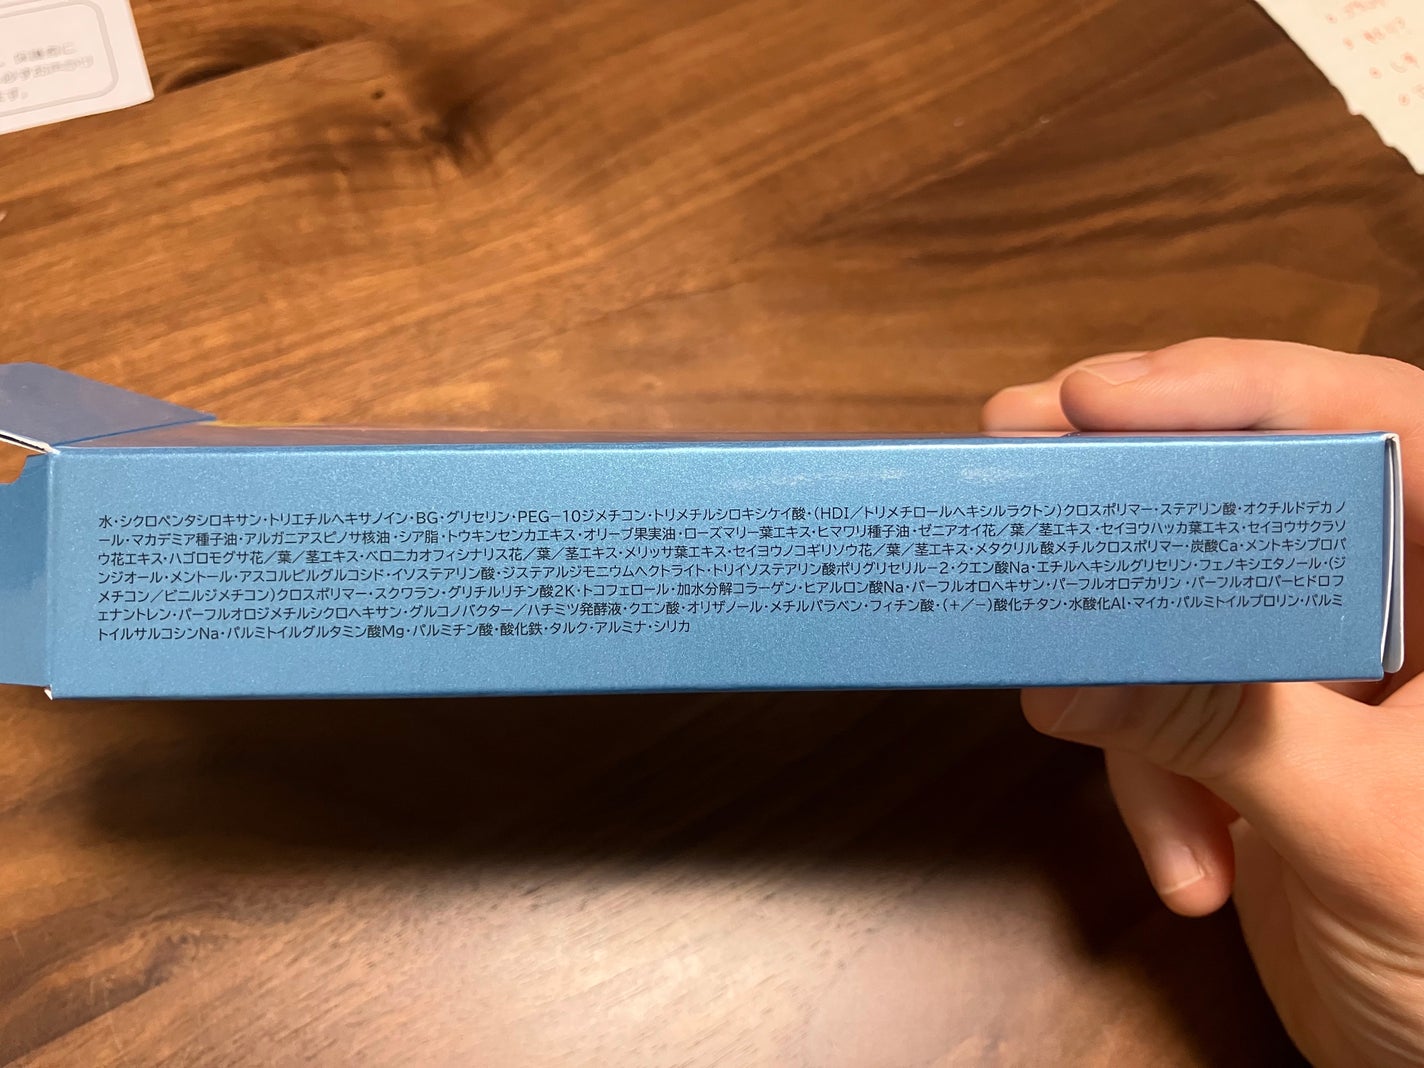 水・シクロペンタシロキサン・トリエチルヘキサノイン・BG・グリセリン・PEG－10ジメチコン・トリメチルシロキシケイ酸・（HDI／トリメチロールヘキシルラクトン）クロスポリマー・ステアリン酸・オクチルドデカノ
ール・マカデミア種子油・アルガニアスピノサ核油・シア脂・トウキンセンカエキス・オリーブ果実油・ローズマリー葉エキス・ヒマワリ種子油・ゼニアオイ花／葉／茎エキス・セイヨウハッカ葉エキス・セイヨウサクラソ
ウ花エキス・ハゴロモグサ花／葉／茎エキス・ベロニカオフィシナリス花／葉／茎エキス・メリッサ葉エキス・セイヨウノコギリソウ花／葉／茎エキス・メタクリル酸メチルクロスポリマー・炭酸Ca・メントキシプロパ
ンジオール・メントール・アスコルビルグルコシド・イソステアリン酸・ジステアルジモニウムヘクトライト・トリイソステアリン酸ポリグリセリル－2・クエン酸Na・エチルヘキシルグリセリン・フェノキシエタノール・（ジ
メチコン／ビニルジメチコン）クロスポリマー・スクワラン・グリチルリチン酸2K・トコフェロール・加水分解コラーゲン・ヒアルロン酸Na・パーフルオロヘキサン・パーフルオロデカリン・パーフルオロパーヒドロフ
ェナントレン・パーフルオロジメチルシクロヘキサン・グルコノバクター／ハチミツ発酵液・クエン酸・オリザノール・メチルパラベン・フィチン酸・（＋／－）酸化チタン・水酸化Al・マイカ・パルミトイルプロリン・パルミ
トイルサルコシンNa・パルミトイルグルタミン酸Mg・パルミチン酸・酸化鉄・タルク・アルミナ・シリカ